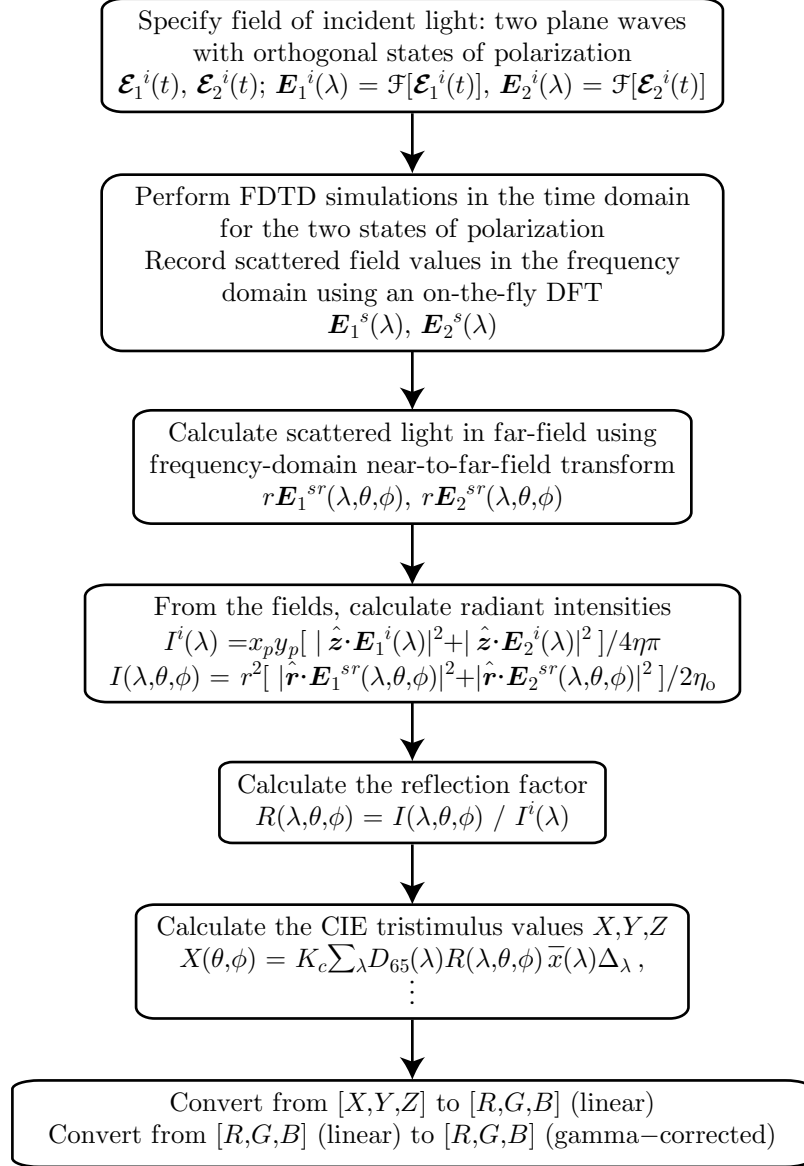 Specify field of incident light: two plane waves
with orthogonal states of polarization
𝓔₁ⁱ(t), 𝓔₂ⁱ(t); E₁ⁱ(λ) = ℱ[𝓔₁ⁱ(t)], E₂ⁱ(λ) = ℱ[𝓔₂ⁱ(t)]
Perform FDTD simulations in the time domain
for the two states of polarization
Record scattered field values in the frequency
domain using an on-the-fly DFT
E₁ˢ(λ), E₂ˢ(λ)
Calculate scattered light in far-field using
frequency-domain near-to-far-field transform
rE₁ˢʳ(λ,θ,ϕ), rE₂ˢʳ(λ,θ,ϕ)
From the fields, calculate radiant intensities
Iⁱ(λ) =xₚyₚ[ | ẑ·E₁ⁱ(λ)|²+| ẑ·E₂ⁱ(λ)|² ]/4ηπ
I(λ,θ,ϕ) = r²[ |r̂·E₁ˢʳ(λ,θ,ϕ)|²+|r̂·E₂ˢʳ(λ,θ,ϕ)|² ]/2ηₒ
Calculate the reflection factor
R(λ,θ,ϕ) = I(λ,θ,ϕ) / Iⁱ(λ)
Calculate the CIE tristimulus values X,Y,Z
X(θ,ϕ) = K_c∑_λD₆₅(λ)R(λ,θ,ϕ) x̅(λ)Δ_λ ,
⋮
Convert from [X,Y,Z] to [R,G,B] (linear)
Convert from [R,G,B] (linear) to [R,G,B] (gamma−corrected)